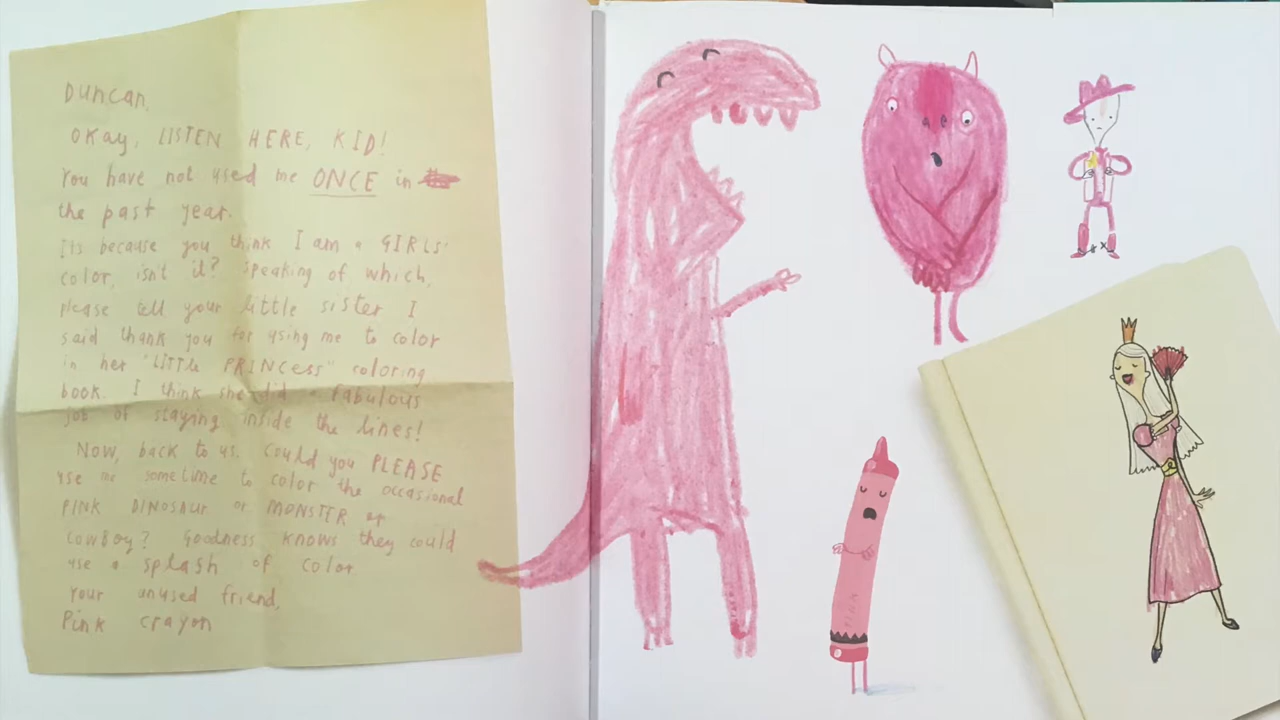 Duncan,
Okay, LISTEN HERE, KID!
You have not used me ONCE in
the past year.
Its because you think I am a GIRLS'
color, isn't it? Speaking of which,
please tell your little sister I
said thank you for using me to color
in her "LITTLE PRINCESS" coloring
book. I think she did a fabulous
job of staying inside the lines!
Now, back to us. Could you PLEASE
use me sometime to color the occasional
PINK DINOSAUR or MONSTER or
COWBOY? Goodness knows they could
use a splash of color
Your unused friend,
Pink crayon